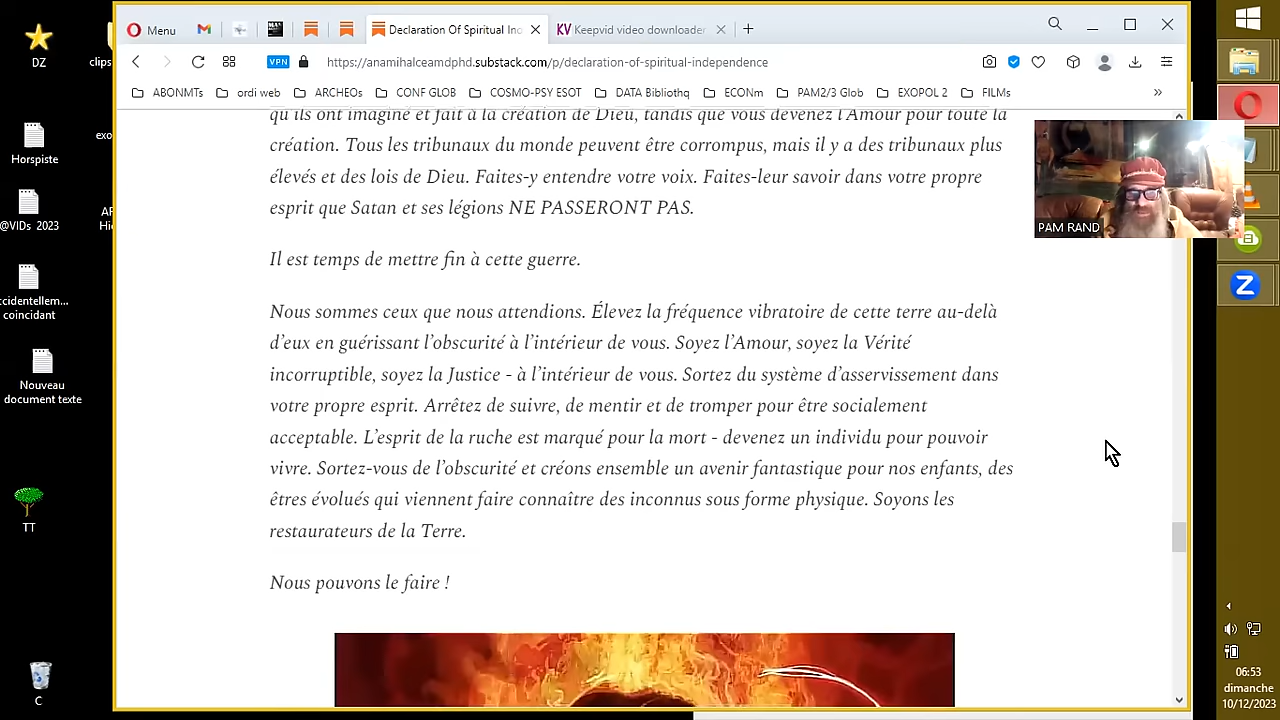 DZ
clips
Horspiste
exo
@VIDs 2023
ccidentellem...
coincidant
Nouveau
document texte
TT
C
Menu
Declaration Of Spiritual Ind
KV Keepvid video downloader
VPN
https://anamihalceamdphd.substack.com/p/declaration-of-spiritual-independence
ABONMTs
ordi web
ARCHEOs
CONF GLOB
COSMO-PSY ESOT
DATA Bibliothq
ECONm
PAM2/3 Glob
EXOPOL 2
FILMs
»
qu'ils ont imaginé et fait à la création de Dieu, tandis que vous devenez l'Amour pour toute la
création. Tous les tribunaux du monde peuvent être corrompus, mais il y a des tribunaux plus
élevés et des lois de Dieu. Faites-y entendre votre voix. Faites-leur savoir dans votre propre
esprit que Satan et ses légions NE PASSERONT PAS.
Il est temps de mettre fin à cette guerre.
Nous sommes ceux que nous attendions. Élevez la fréquence vibratoire de cette terre au-delà
d'eux en guérissant l'obscurité à l'intérieur de vous. Soyez l'Amour, soyez la Vérité
incorruptible, soyez la Justice - à l'intérieur de vous. Sortez du système d'asservissement dans
votre propre esprit. Arrêtez de suivre, de mentir et de tromper pour être socialement
acceptable. L'esprit de la ruche est marqué pour la mort - devenez un individu pour pouvoir
vivre. Sortez-vous de l'obscurité et créons ensemble un avenir fantastique pour nos enfants, des
êtres évolués qui viennent faire connaître des inconnus sous forme physique. Soyons les
restaurateurs de la Terre.
Nous pouvons le faire !
PAM RAND
06:53
dimanche
10/12/2023